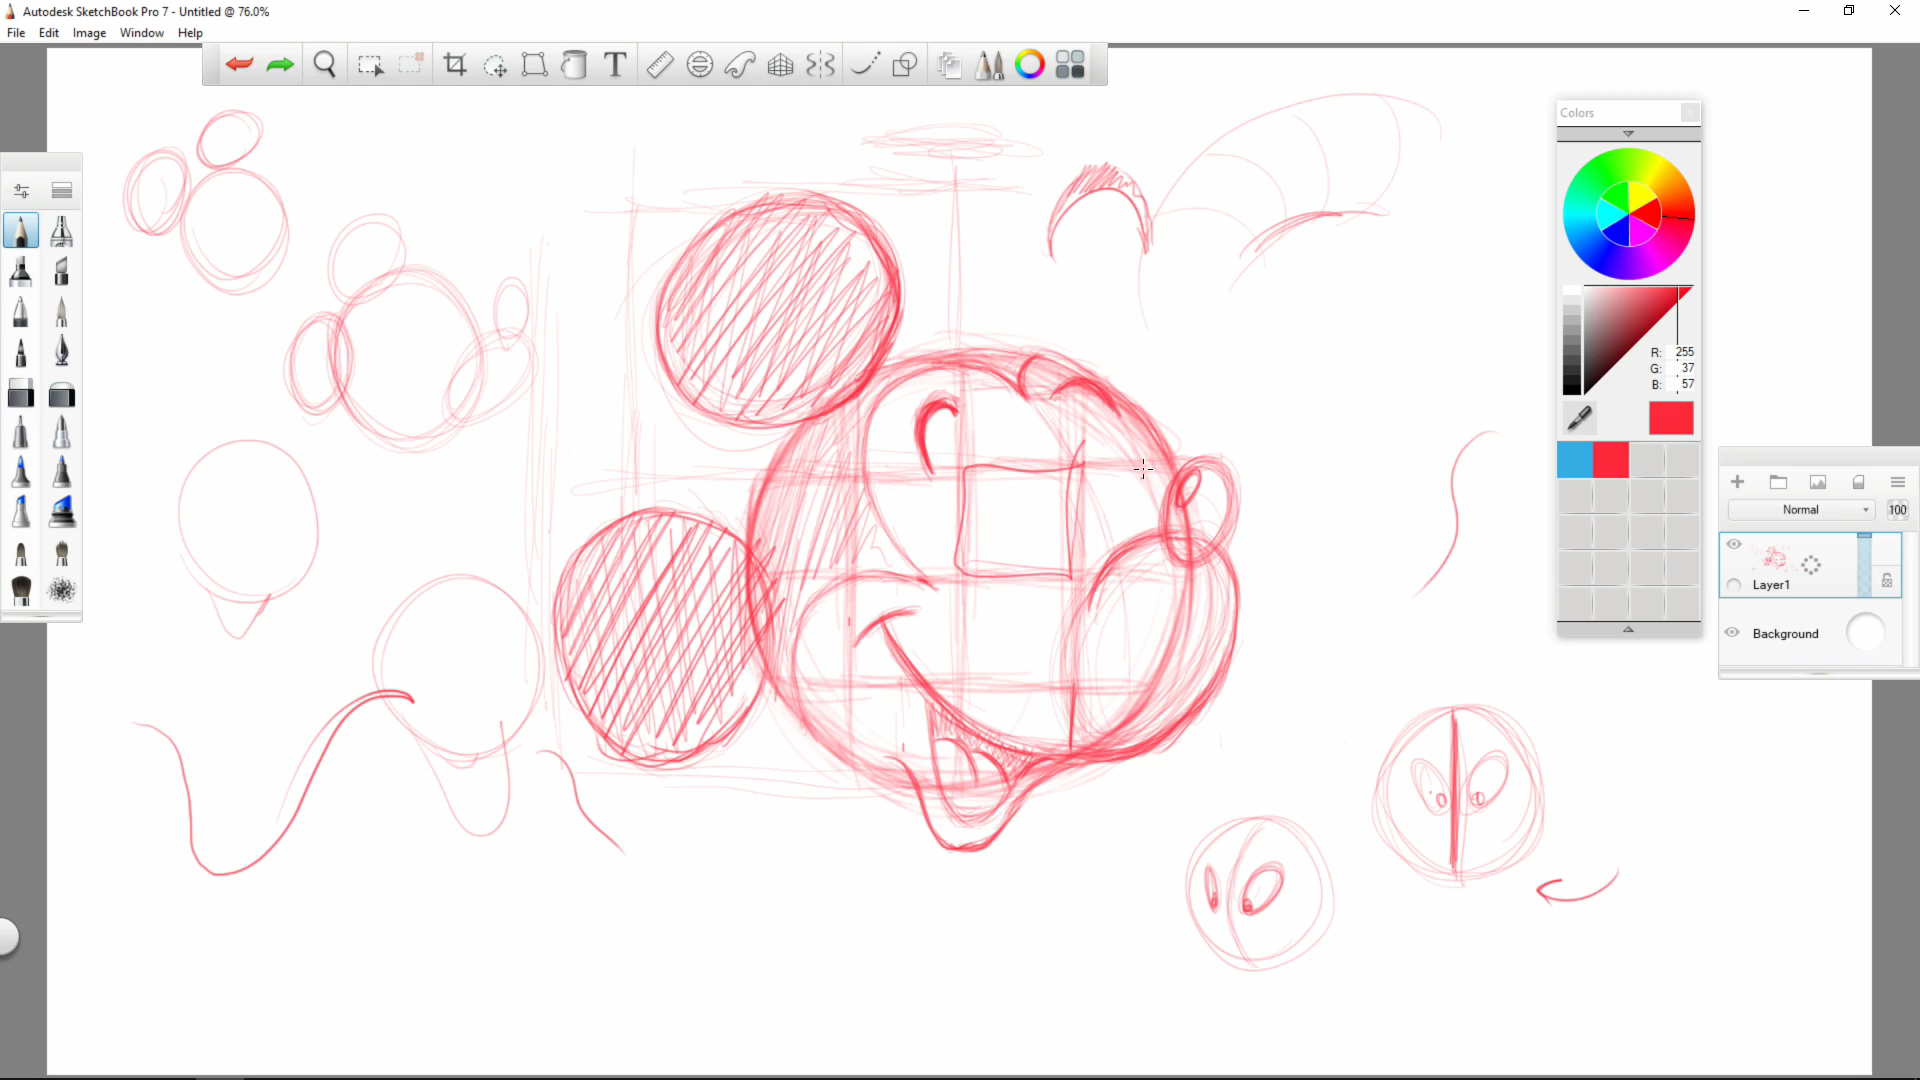 Autodesk SketchBook Pro 7 - Untitled @ 76.0%
File Edit Image Window Help
T
Colors
R: 255
G: 37
B: 57
Normal 100
Layer1
Background